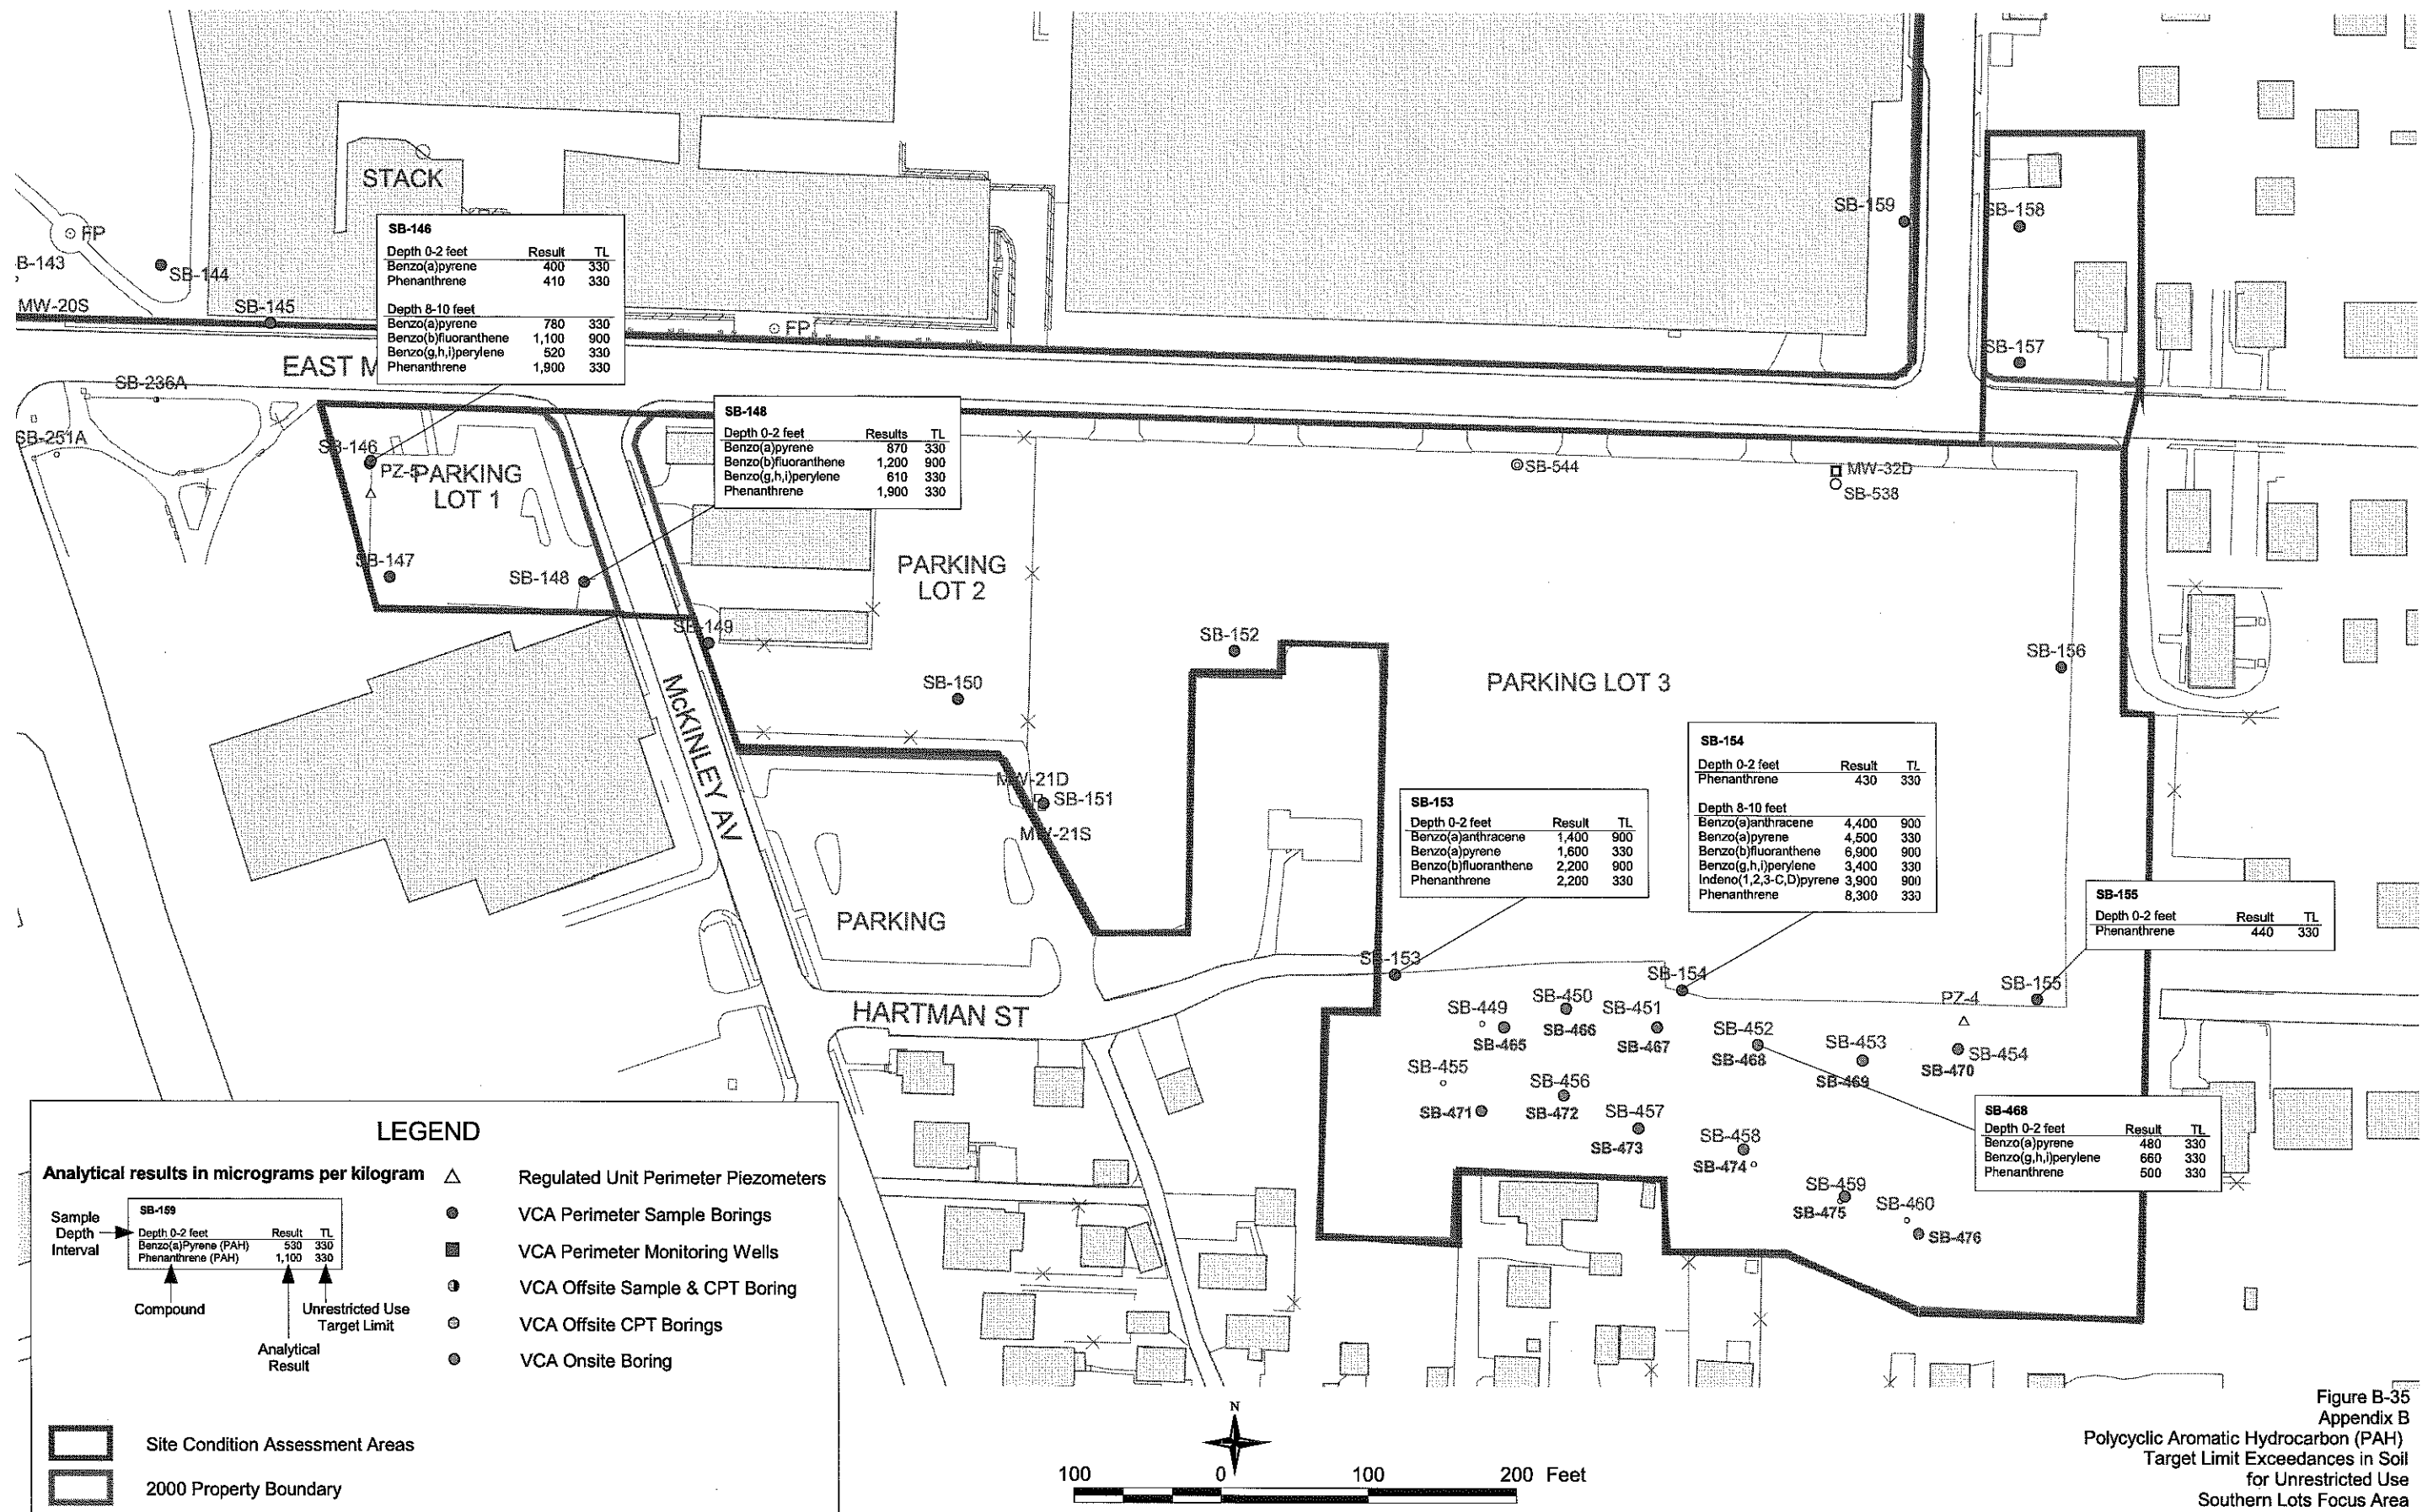 STACK
FP
SB-144
B-143
MW-20S
SB-145
SB-146
Depth 0-2 feet Result TL
Benzo(a)pyrene 400 330
Phenanthrene 410 330
Depth 8-10 feet
Benzo(a)pyrene 780 330
Benzo(b)fluoranthene 1,100 900
Benzo(g,h,i)perylene 520 330
Phenanthrene 1,900 330
FP
EAST M
SB-159
SB-158
SB-157
SB-236A
SB-251A
SB-146
PZ-5
PARKING
LOT 1
SB-147
SB-148
SB-148
Depth 0-2 feet Results TL
Benzo(a)pyrene 870 330
Benzo(b)fluoranthene 1,200 900
Benzo(g,h,i)perylene 610 330
Phenanthrene 1,900 330
SB-544
MW-32D
SB-538
PARKING
LOT 2
SB-149
SB-150
SB-152
PARKING LOT 3
SB-156
McKINLEY AV
MW-21D
SB-151
MW-21S
PARKING
HARTMAN ST
SB-153
Depth 0-2 feet Result TL
Benzo(a)anthracene 1,400 900
Benzo(a)pyrene 1,600 330
Benzo(b)fluoranthene 2,200 900
Phenanthrene 2,200 330
SB-154
Depth 0-2 feet Result TL
Phenanthrene 430 330
Depth 8-10 feet
Benzo(a)anthracene 4,400 900
Benzo(a)pyrene 4,500 330
Benzo(b)fluoranthene 6,900 900
Benzo(g,h,i)perylene 3,400 330
Indeno(1,2,3-C,D)pyrene 3,900 900
Phenanthrene 8,300 330
SB-155
Depth 0-2 feet Result TL
Phenanthrene 440 330
SB-153
SB-154
SB-155
PZ-4
SB-449
SB-465
SB-450
SB-466
SB-451
SB-467
SB-452
SB-468
SB-453
SB-469
SB-454
SB-470
SB-455
SB-471
SB-456
SB-472
SB-457
SB-473
SB-458
SB-474
SB-459
SB-475
SB-460
SB-476
SB-468
Depth 0-2 feet Result TL
Benzo(a)pyrene 480 330
Benzo(g,h,i)perylene 660 330
Phenanthrene 500 330
LEGEND
Analytical results in micrograms per kilogram
Sample
Depth
Interval
SB-159
Depth 0-2 feet Result TL
Benzo(a)Pyrene (PAH) 530 330
Phenanthrene (PAH) 1,100 330
Compound
Analytical
Result
Unrestricted Use
Target Limit
Regulated Unit Perimeter Piezometers
VCA Perimeter Sample Borings
VCA Perimeter Monitoring Wells
VCA Offsite Sample & CPT Boring
VCA Offsite CPT Borings
VCA Onsite Boring
Site Condition Assessment Areas
2000 Property Boundary
N
100 0 100 200 Feet
Figure B-35
Appendix B
Polycyclic Aromatic Hydrocarbon (PAH)
Target Limit Exceedances in Soil
for Unrestricted Use
Southern Lots Focus Area